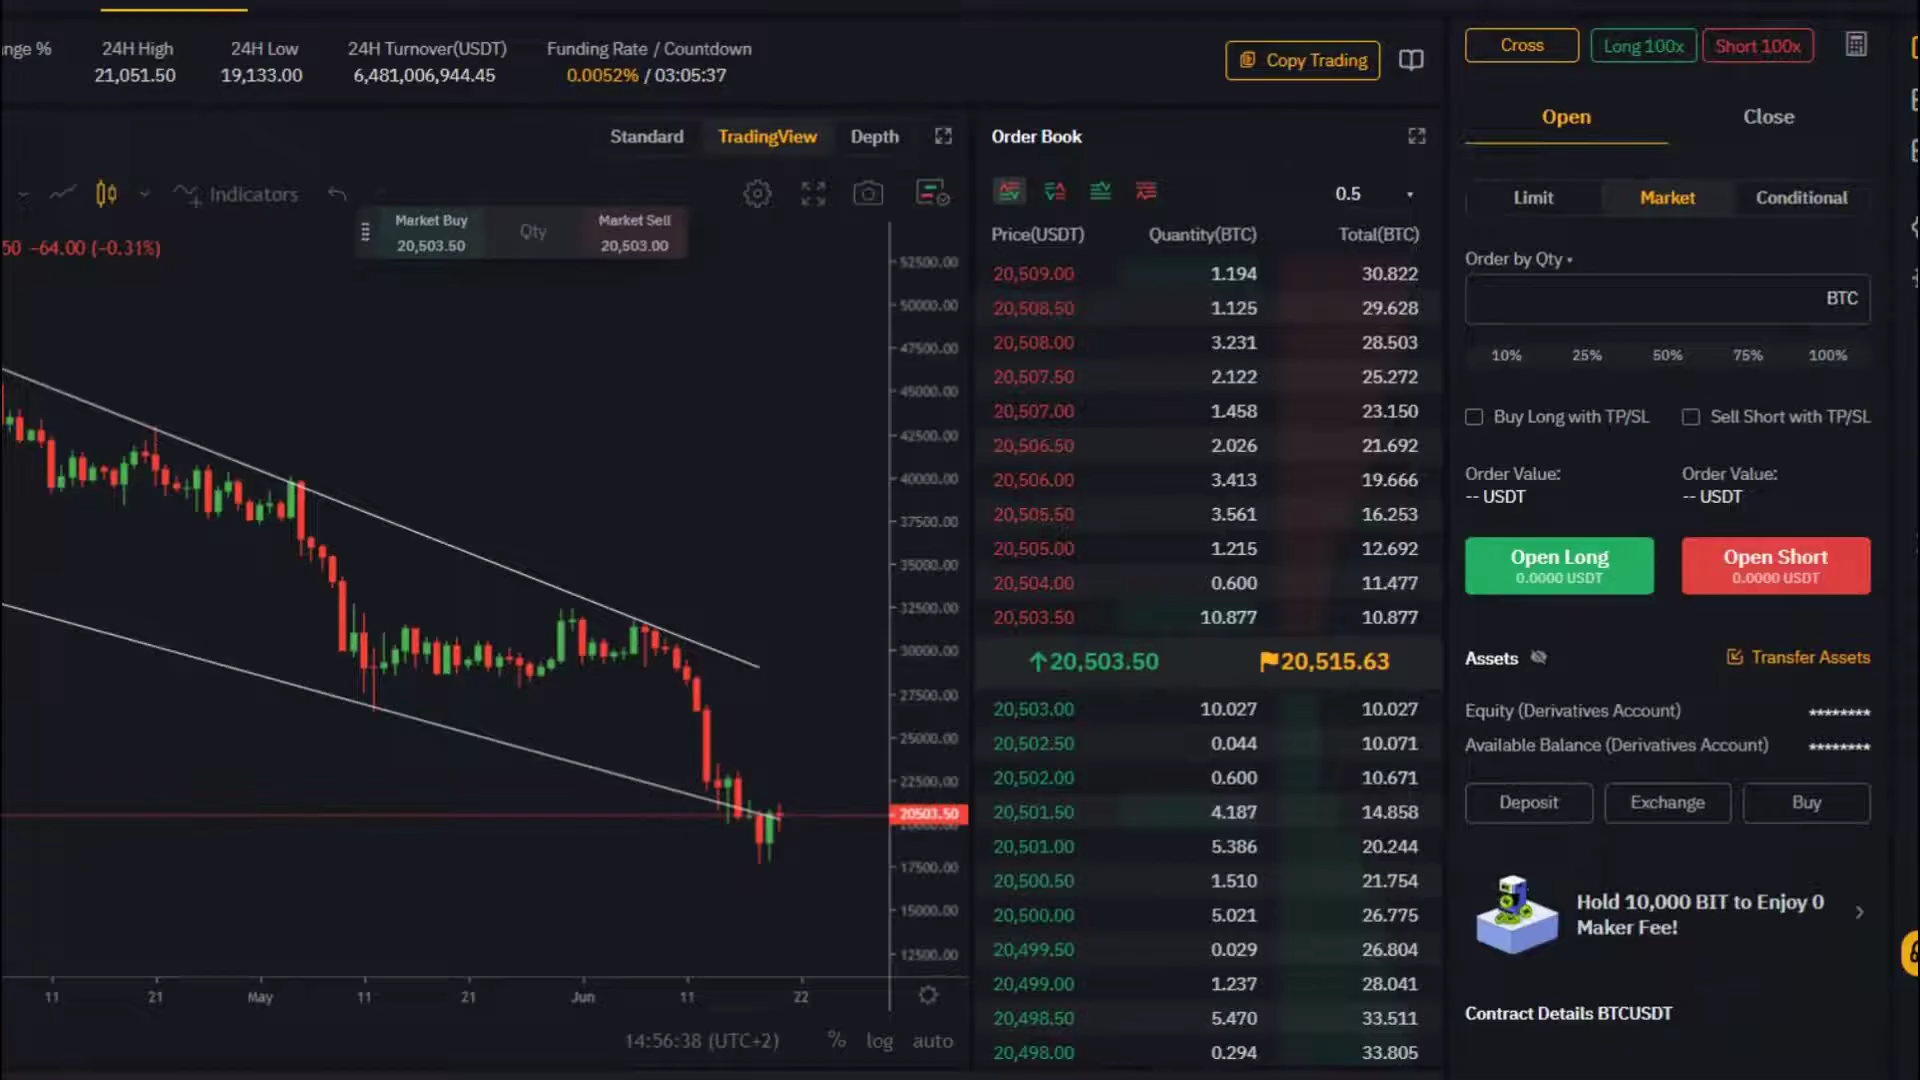 nge % 24H High 24H Low 24H Turnover(USDT) Funding Rate / Countdown
21,051.50 19,133.00 6,481,006,944.45 0.0052% / 03:05:37
Copy Trading
Standard TradingView Depth
Indicators
Market Buy Qty Market Sell
20,503.50 20,503.00
50 −64.00 (−0.31%)
52500.00
50000.00
47500.00
45000.00
42500.00
40000.00
37500.00
35000.00
32500.00
30000.00
27500.00
25000.00
22500.00
20503.50
17500.00
15000.00
12500.00
11 21 May 11 21 Jun 11 22
14:56:38 (UTC+2) % log auto
Order Book
0.5
Price(USDT) Quantity(BTC) Total(BTC)
20,509.00 1.194 30.822
20,508.50 1.125 29.628
20,508.00 3.231 28.503
20,507.50 2.122 25.272
20,507.00 1.458 23.150
20,506.50 2.026 21.692
20,506.00 3.413 19.666
20,505.50 3.561 16.253
20,505.00 1.215 12.692
20,504.00 0.600 11.477
20,503.50 10.877 10.877
20,503.50 20,515.63
20,503.00 10.027 10.027
20,502.50 0.044 10.071
20,502.00 0.600 10.671
20,501.50 4.187 14.858
20,501.00 5.386 20.244
20,500.50 1.510 21.754
20,500.00 5.021 26.775
20,499.50 0.029 26.804
20,499.00 1.237 28.041
20,498.50 5.470 33.511
20,498.00 0.294 33.805
Cross Long 100x Short 100x
Open Close
Limit Market Conditional
Order by Qty
BTC
10% 25% 50% 75% 100%
Buy Long with TP/SL Sell Short with TP/SL
Order Value: Order Value:
-- USDT -- USDT
Open Long Open Short
0.0000 USDT 0.0000 USDT
Assets Transfer Assets
Equity (Derivatives Account) ********
Available Balance (Derivatives Account) ********
Deposit Exchange Buy
Hold 10,000 BIT to Enjoy 0
Maker Fee!
Contract Details BTCUSDT